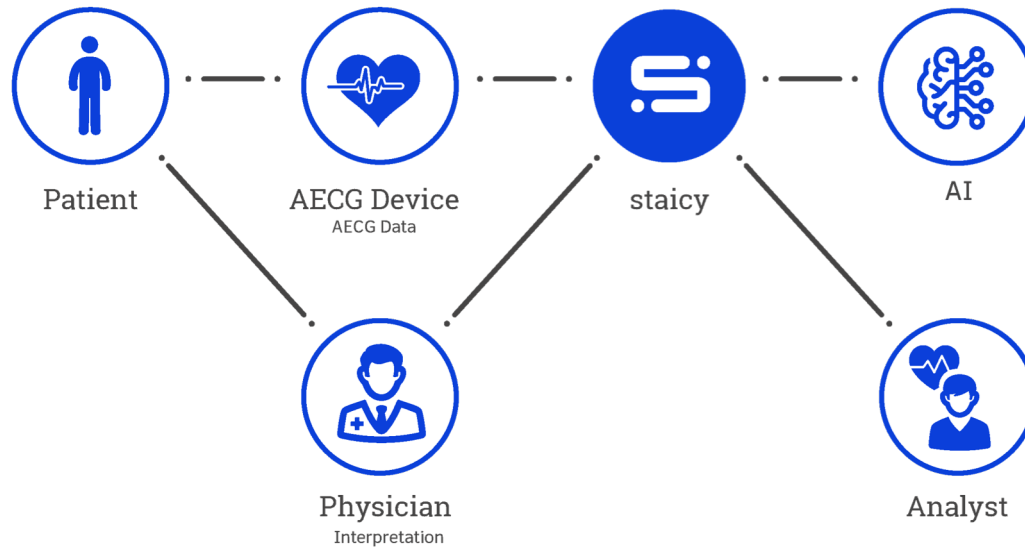 Patient
AECG Device
AECG Data
staicy
AI
Physician
Interpretation
Analyst